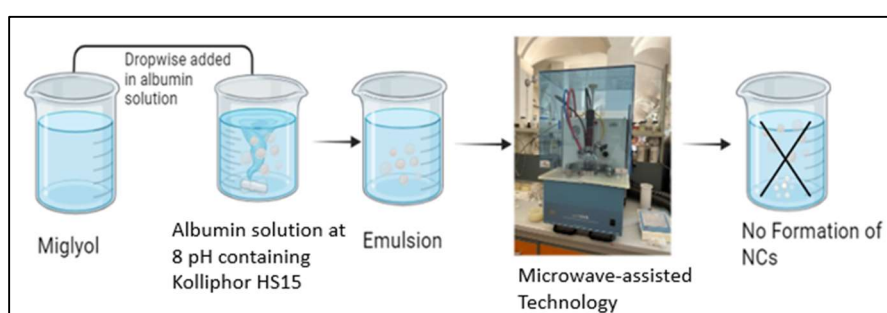 Dropwise added
in albumin
solution
Miglyol
Albumin solution at
8 pH containing
Kolliphor HS15
Emulsion
Microwave-assisted
Technology
No Formation of
NCs